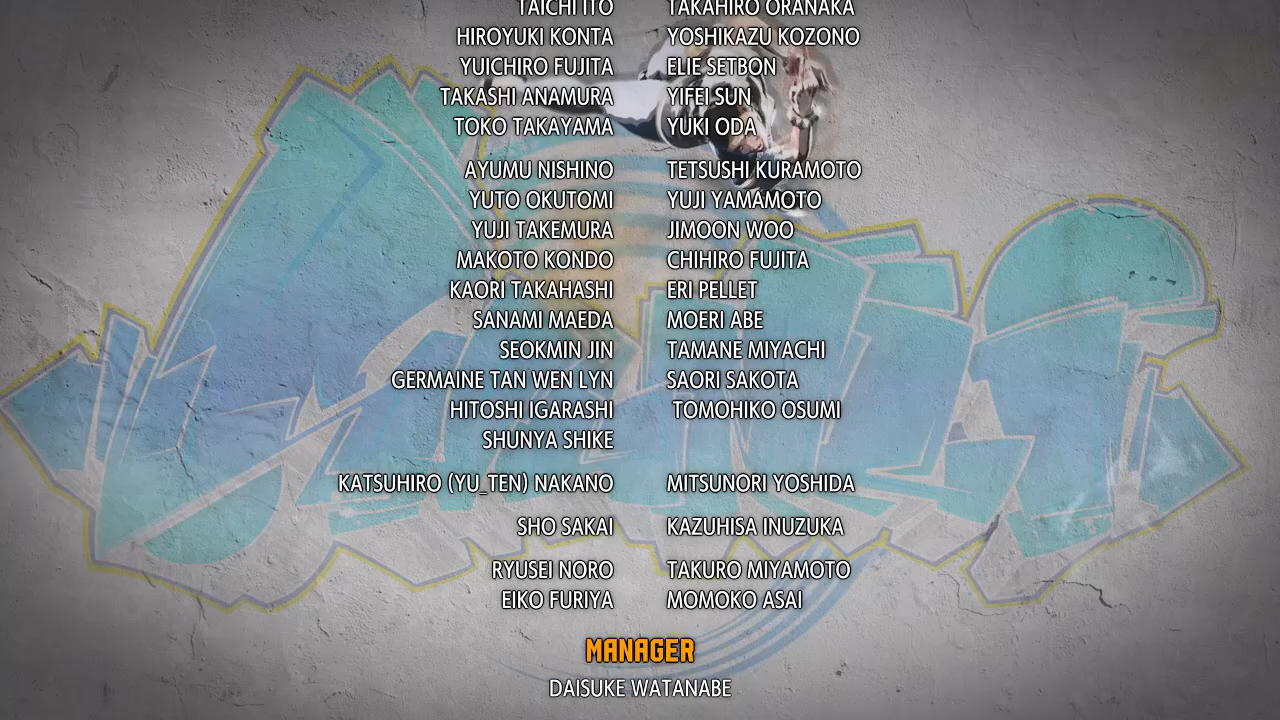 TAICHI ITO TAKAHIRO ORANAKA
HIROYUKI KONTA YOSHIKAZU KOZONO
YUICHIRO FUJITA ELIE SETBON
TAKASHI ANAMURA YIFEI SUN
TOKO TAKAYAMA YUKI ODA
AYUMU NISHINO TETSUSHI KURAMOTO
YUTO OKUTOMI YUJI YAMAMOTO
YUJI TAKEMURA JIMOON WOO
MAKOTO KONDO CHIHIRO FUJITA
KAORI TAKAHASHI ERI PELLET
SANAMI MAEDA MOERI ABE
SEOKMIN JIN TAMANE MIYACHI
GERMAINE TAN WEN LYN SAORI SAKOTA
HITOSHI IGARASHI TOMOHIKO OSUMI
SHUNYA SHIKE
KATSUHIRO (YU_TEN) NAKANO MITSUNORI YOSHIDA
SHO SAKAI KAZUHISA INUZUKA
RYUSEI NORO TAKURO MIYAMOTO
EIKO FURIYA MOMOKO ASAI
MANAGER
DAISUKE WATANABE